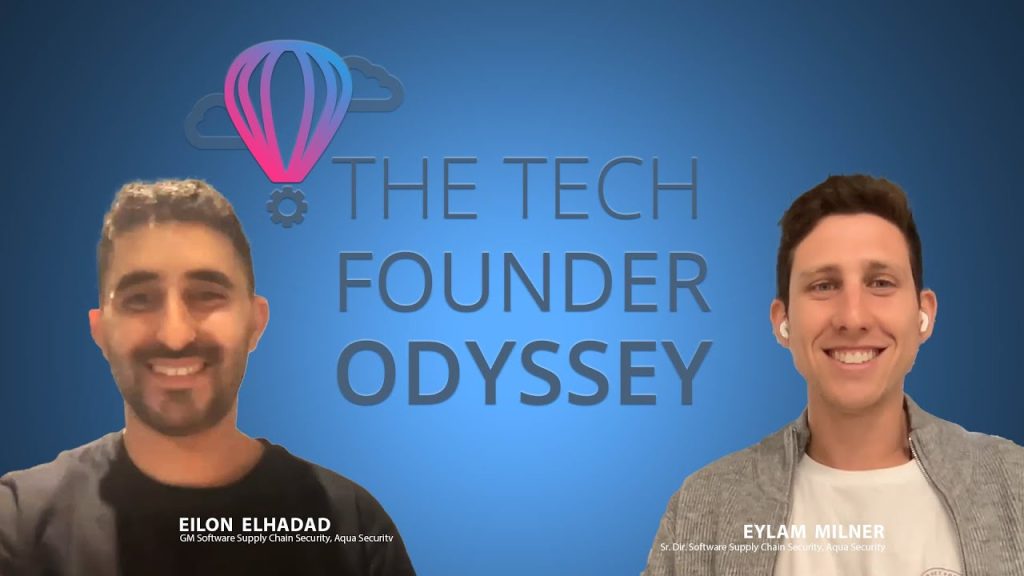 THE TECH
FOUNDER
ODYSSEY
EILON ELHADAD
GM Software Supply Chain Security, Aqua Security
EYLAM MILNER
Sr. Dir. Software Supply Chain Security, Aqua Security